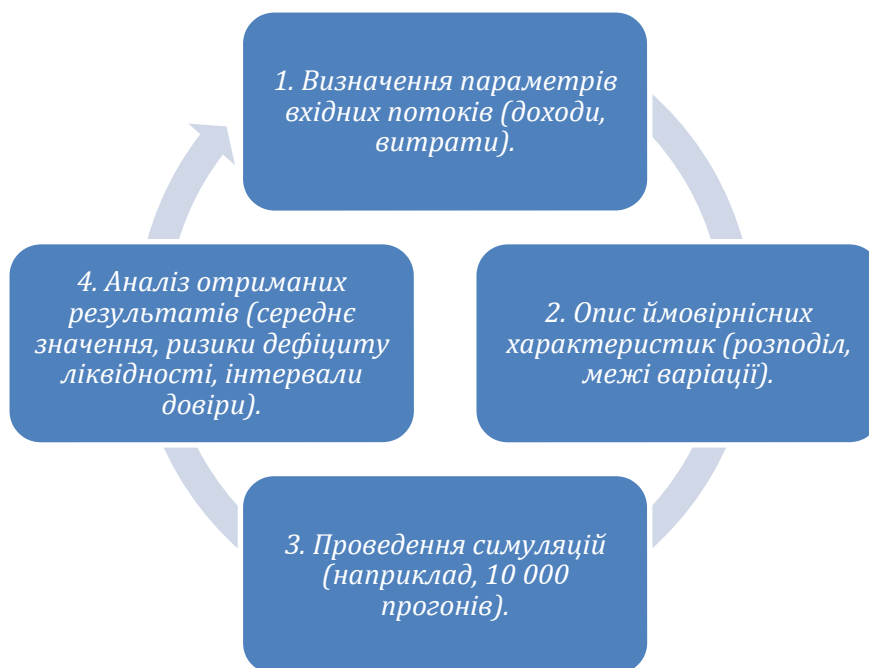 1. Визначення параметрів
вхідних потоків (доходи,
витрати).
2. Опис ймовірнісних
характеристик (розподіл,
межі варіації).
3. Проведення симуляцій
(наприклад, 10 000
прогонів).
4. Аналіз отриманих
результатів (середнє
значення, ризики дефіциту
ліквідності, інтервали
довіри).